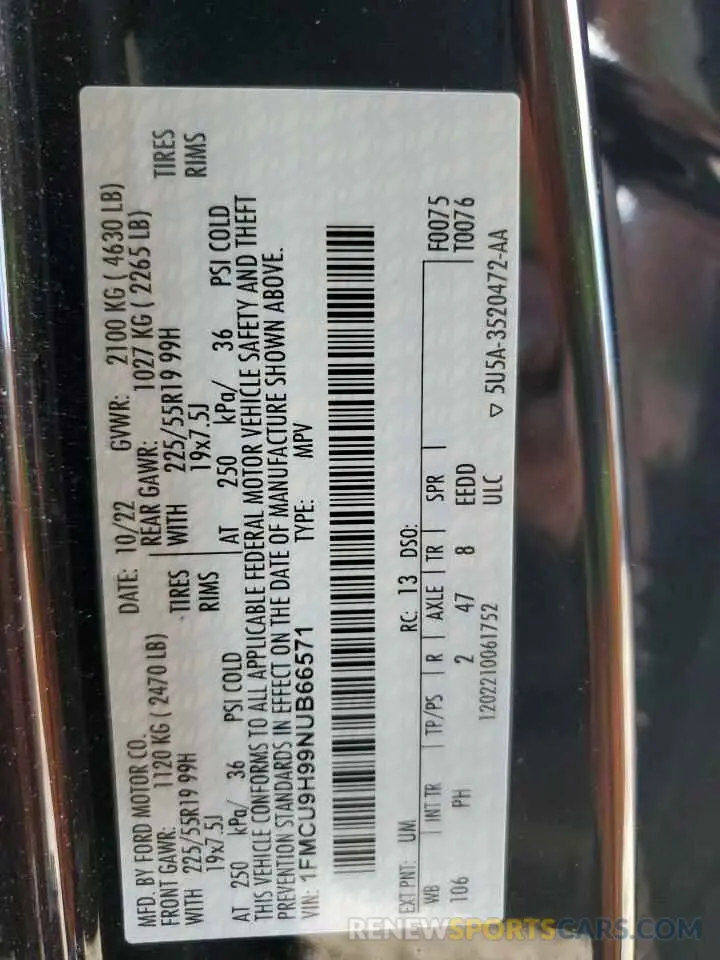 MFD. BY FORD MOTOR CO. DATE: 10/22 GVWR: 2100 KG ( 4630 LB)
FRONT GAWR: 1120 KG ( 2470 LB) REAR GAWR: 1027 KG ( 2265 LB)
WITH 225/55R19 99H TIRES WITH 225/55R19 99H TIRES
19x7.5J RIMS 19x7.5J RIMS
AT 250 kPa/ 36 PSI COLD AT 250 kPa/ 36 PSI COLD
THIS VEHICLE CONFORMS TO ALL APPLICABLE FEDERAL MOTOR VEHICLE SAFETY AND THEFT
PREVENTION STANDARDS IN EFFECT ON THE DATE OF MANUFACTURE SHOWN ABOVE.
VIN: 1FMCU9H99NUB66571 TYPE: MPV
EXT PNT: UM RC: 13 DSO: F0075
WB INT TR TP/PS R AXLE TR SPR T0076
106 PH 2 47 8 EEDD
1202210061752 ULC ▽ 5U5A-3520472-AA
RENEWSPORTSCARS.COM